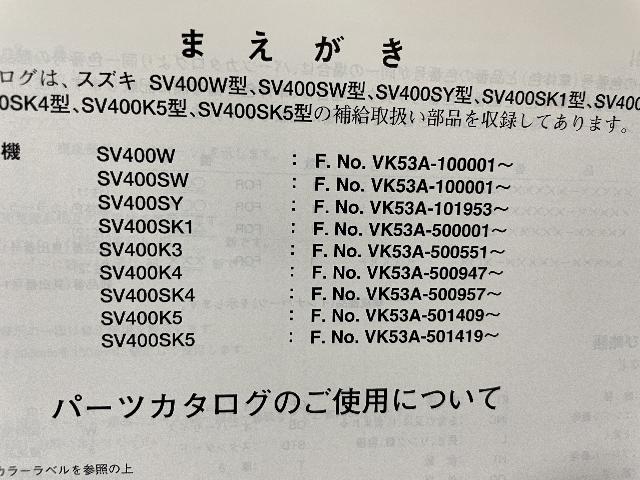 まえがき
ログは、スズキ SV400W型、SV400SW型、SV400SY型、SV400SK1型、SV400
0SK4型、SV400K5型、SV400SK5型の補給取扱い部品を収録してあります。
機 SV400W : F. No. VK53A-100001〜
SV400SW : F. No. VK53A-100001〜
SV400SY : F. No. VK53A-101953〜
SV400SK1 : F. No. VK53A-500001〜
SV400K3 : F. No. VK53A-500551〜
SV400K4 : F. No. VK53A-500947〜
SV400SK4 : F. No. VK53A-500957〜
SV400K5 : F. No. VK53A-501409〜
SV400SK5 : F. No. VK53A-501419〜
パーツカタログのご使用について
カラーラベルを参照の上